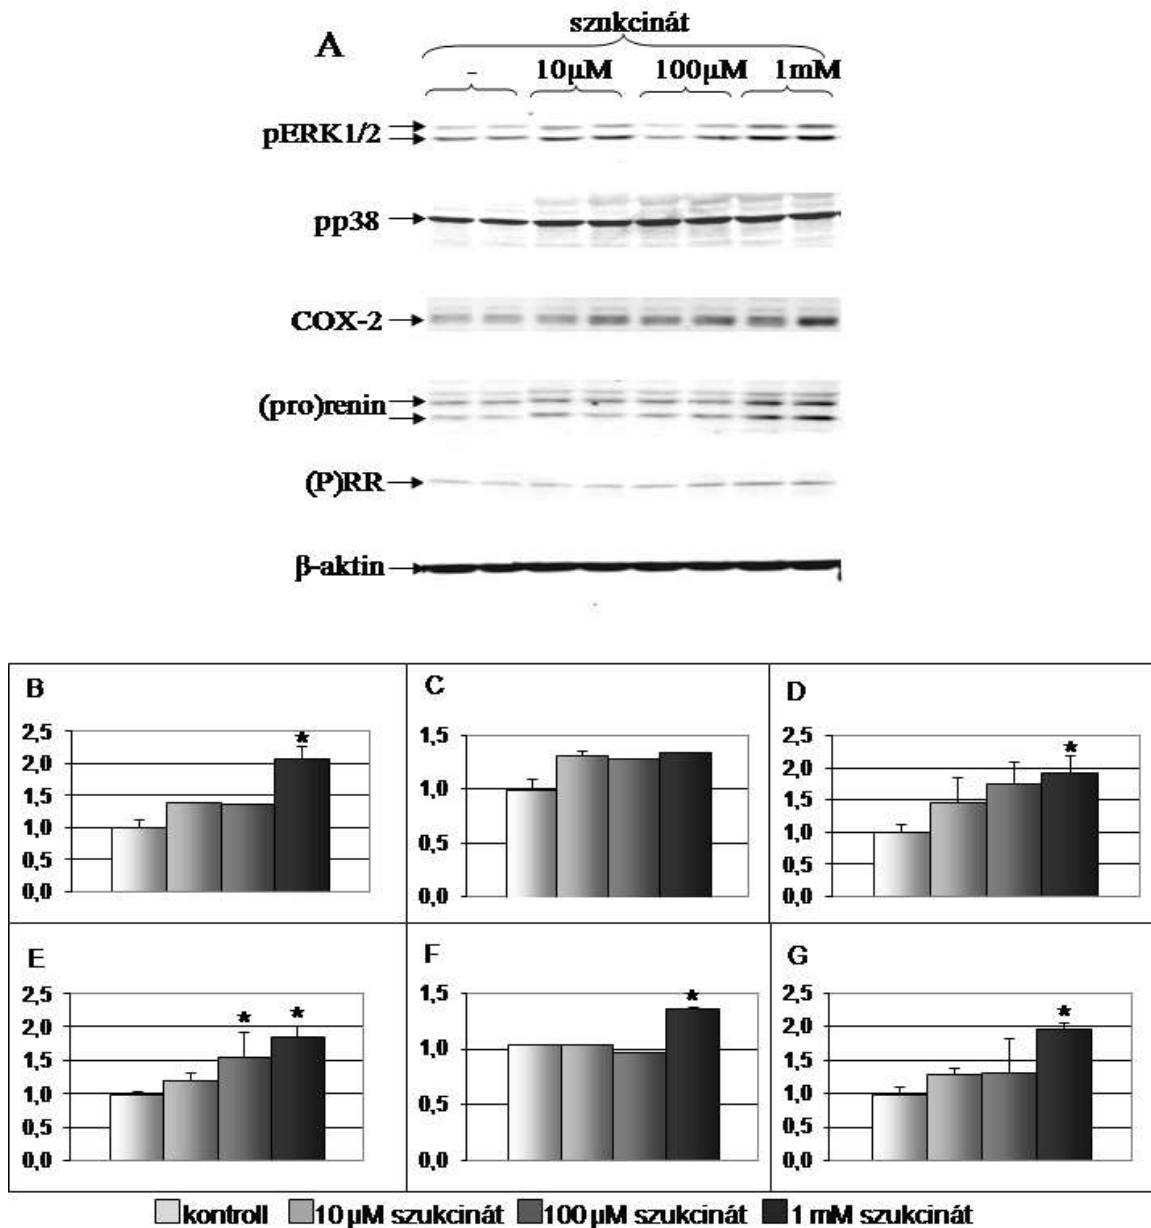 A
szukcinát
- 10µM 100µM 1mM
pERK1/2
pp38
COX-2
(pro)renin
(P)RR
β-aktin
B
2,5
2,0
*
1,5
1,0
0,5
0,0
C
1,5
1,0
0,5
0,0
D
2,5
2,0
*
1,5
1,0
0,5
0,0
E
2,5
2,0
* *
1,5
1,0
0,5
0,0
F
1,5
*
1,0
0,5
0,0
G
2,5
2,0
*
1,5
1,0
0,5
0,0
kontroll 10 µM szukcinát 100 µM szukcinát 1 mM szukcinát